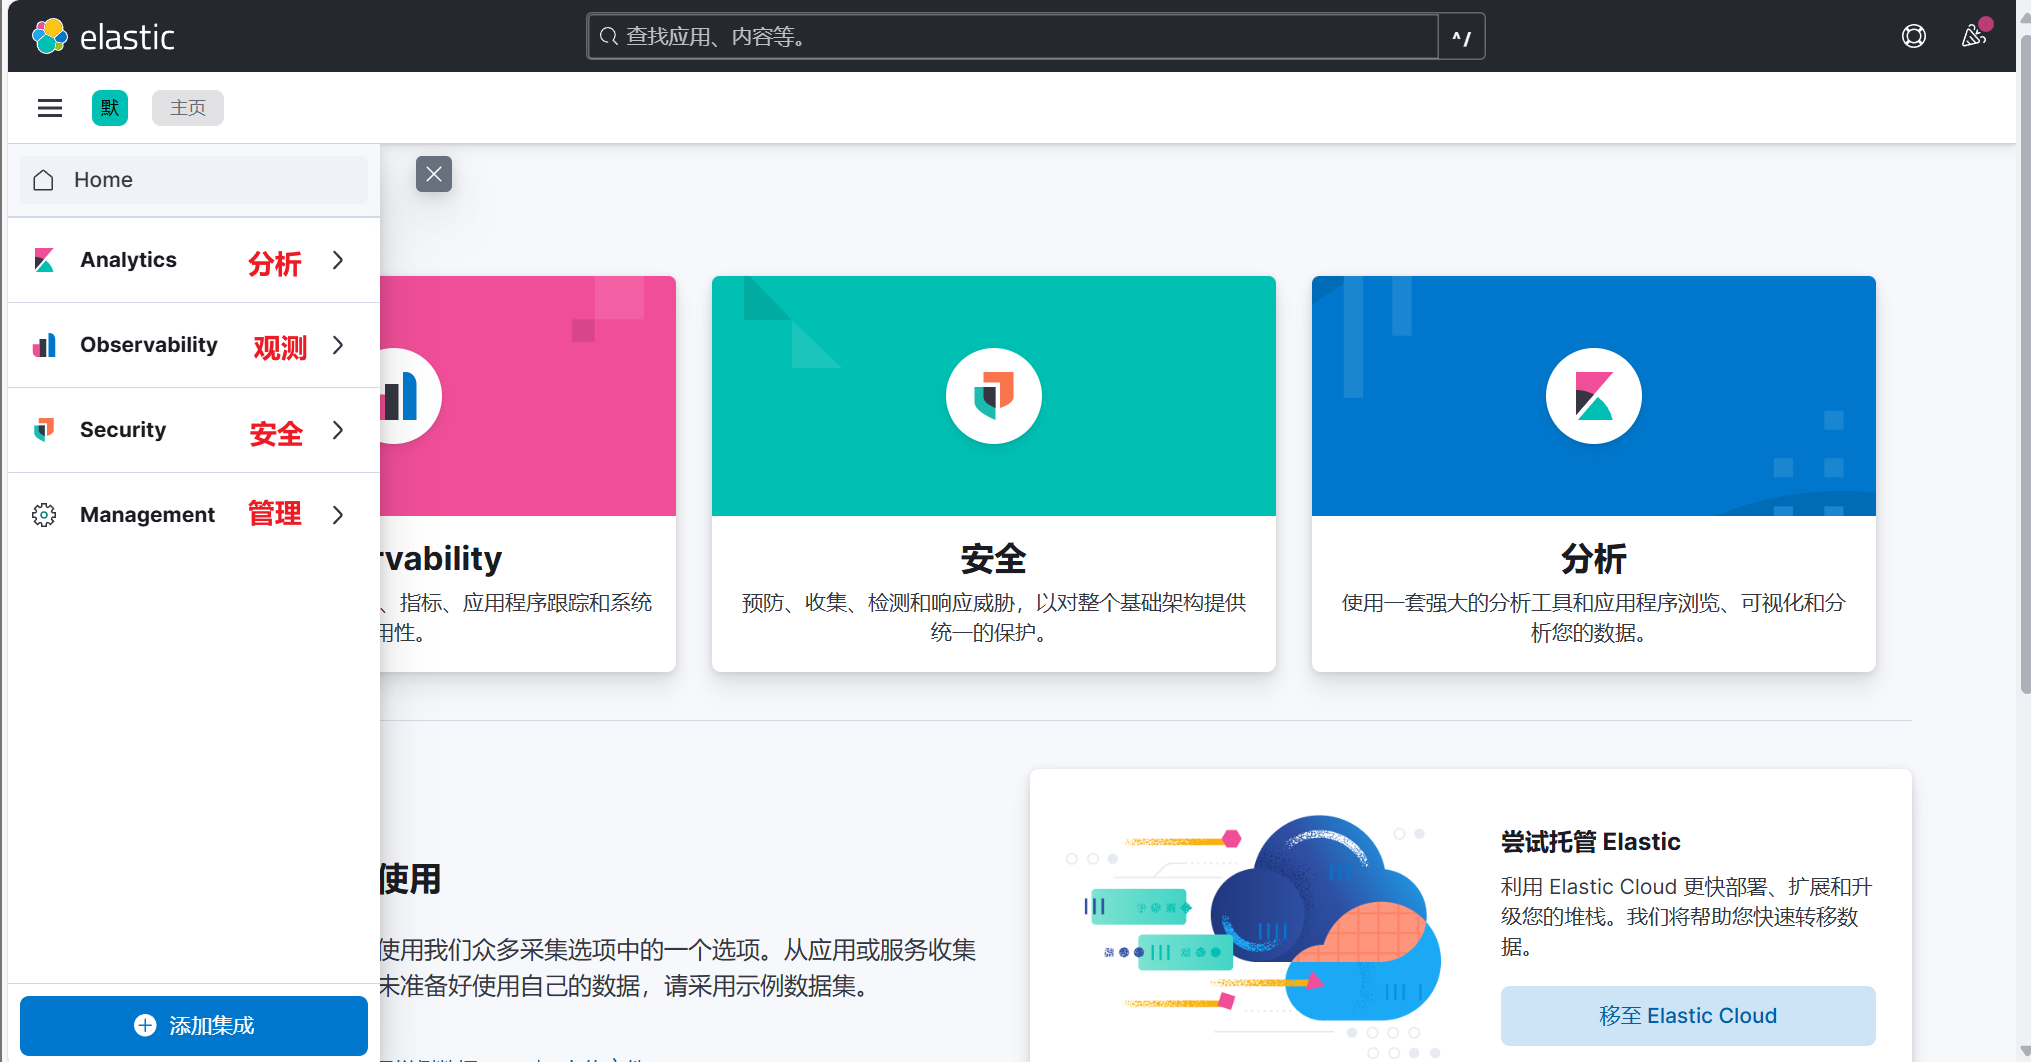 elastic
查找应用、内容等。
^/
默
主页
Home
Analytics 分析
Observability 观测
Security 安全
Management 管理
添加集成
rvability
、指标、应用程序跟踪和系统
用性。
安全
预防、收集、检测和响应威胁，以对整个基础架构提供
统一的保护。
分析
使用一套强大的分析工具和应用程序浏览、可视化和分
析您的数据。
使用
使用我们众多采集选项中的一个选项。从应用或服务收集
未准备好使用自己的数据，请采用示例数据集。
尝试托管 Elastic
利用 Elastic Cloud 更快部署、扩展和升
级您的堆栈。我们将帮助您快速转移数
据。
移至 Elastic Cloud